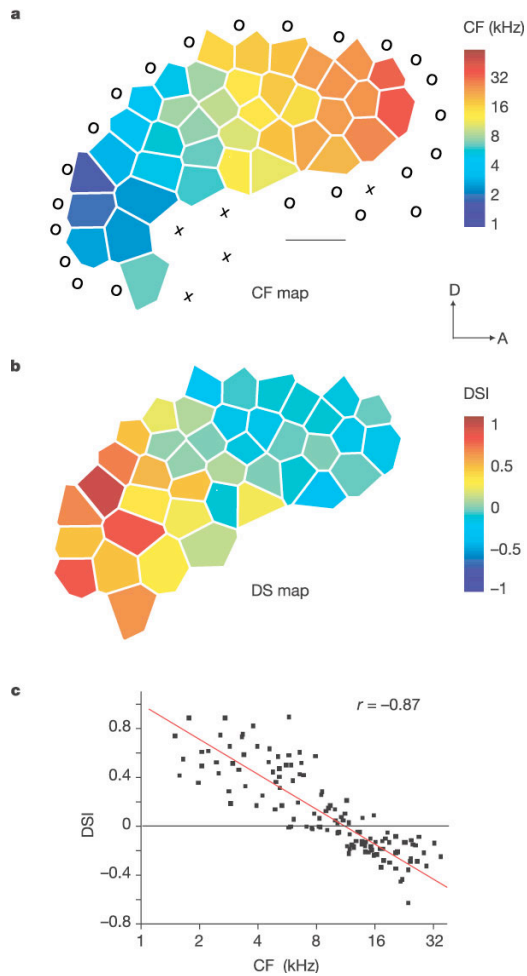 a
CF (kHz)
32
16
8
4
2
1
o o o o o o o o o o o o o o o o o o o o o o o o o
x x x x x
CF map
D
A
b
DSI
1
0.5
0
−0.5
−1
DS map
c
r = −0.87
0.8
0.4
0
−0.4
−0.8
DSI
1 2 4 8 16 32
CF (kHz)